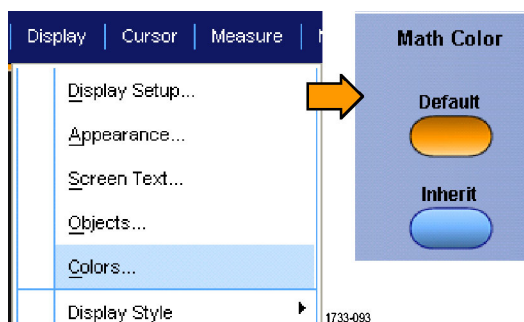 Display Cursor Measure
Display Setup...
Appearance...
Screen Text...
Objects...
Colors...
Display Style
Math Color
Default
Inherit
1733-093